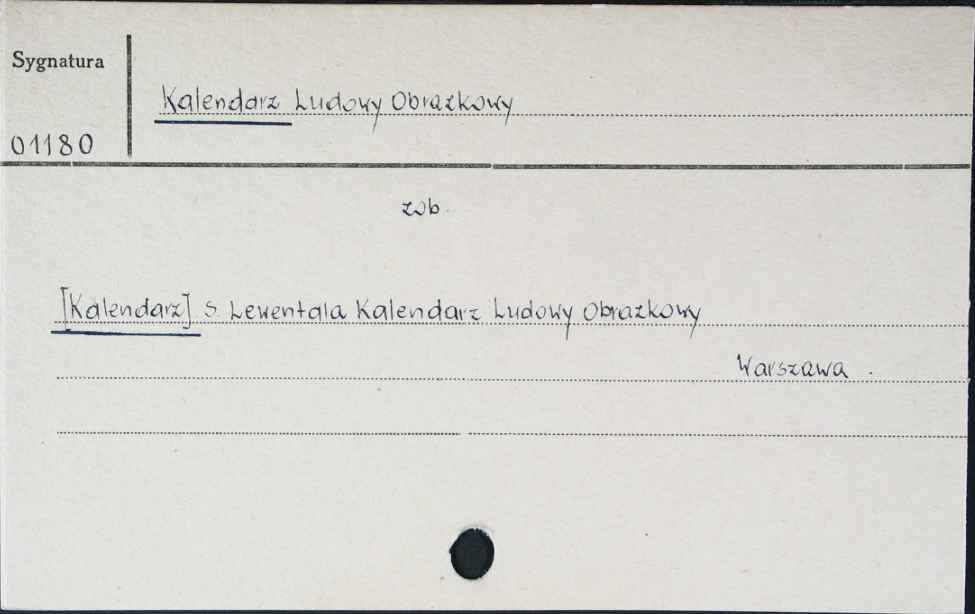 Sygnatura
Kalendarz Ludowy Obrazkowy
01180
zob.
[Kalendarz] S. Lewentala Kalendarz Ludowy Obrazkowy
Warszawa.